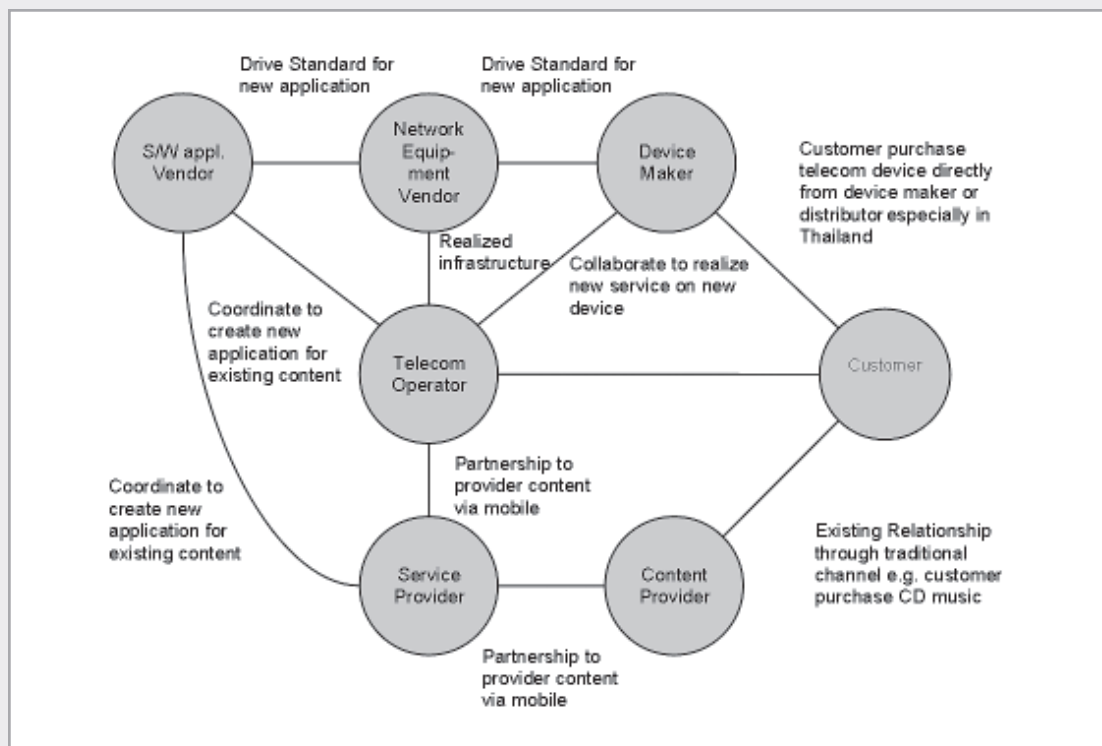 Drive Standard for
new application
Drive Standard for
new application
S/W appl.
Vendor
Network
Equip-
ment
Vendor
Device
Maker
Customer purchase
telecom device directly
from device maker or
distributor especially in
Thailand
Realized
infrastructure
Collaborate to realize
new service on new
device
Coordinate to
create new
application for
existing content
Telecom
Operator
Customer
Partnership to
provider content
via mobile
Coordinate to
create new
application for
existing content
Service
Provider
Content
Provider
Existing Relationship
through traditional
channel e.g. customer
purchase CD music
Partnership to
provider content
via mobile